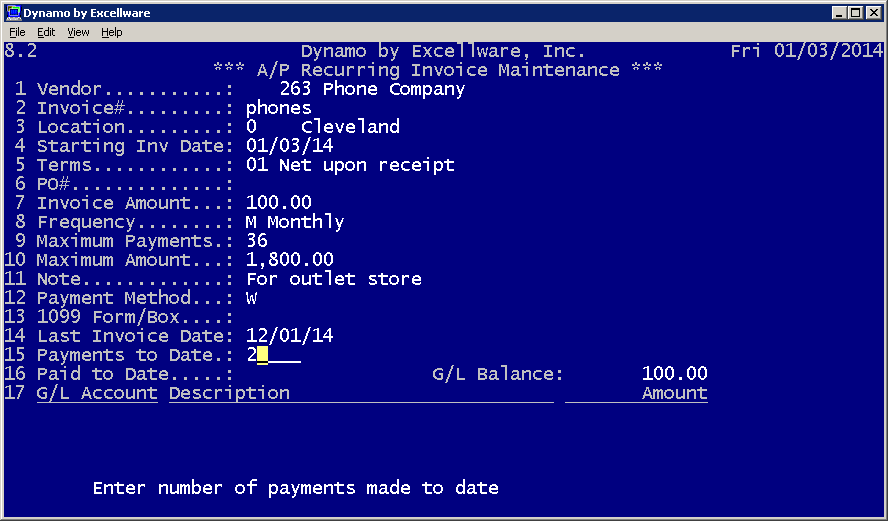 Dynamo by Excellware
File Edit View Help
8.2 Dynamo by Excellware, Inc. Fri 01/03/2014
*** A/P Recurring Invoice Maintenance ***
1 Vendor...........: 263 Phone Company
2 Invoice#.........: phones
3 Location.........: 0 Cleveland
4 Starting Inv Date: 01/03/14
5 Terms............: 01 Net upon receipt
6 PO#..............:
7 Invoice Amount...: 100.00
8 Frequency........: M Monthly
9 Maximum Payments.: 36
10 Maximum Amount...: 1,800.00
11 Note.............: For outlet store
12 Payment Method...: W
13 1099 Form/Box....:
14 Last Invoice Date: 12/01/14
15 Payments to Date.: 2____
16 Paid to Date.....: G/L Balance: 100.00
17 G/L Account Description Amount
Enter number of payments made to date